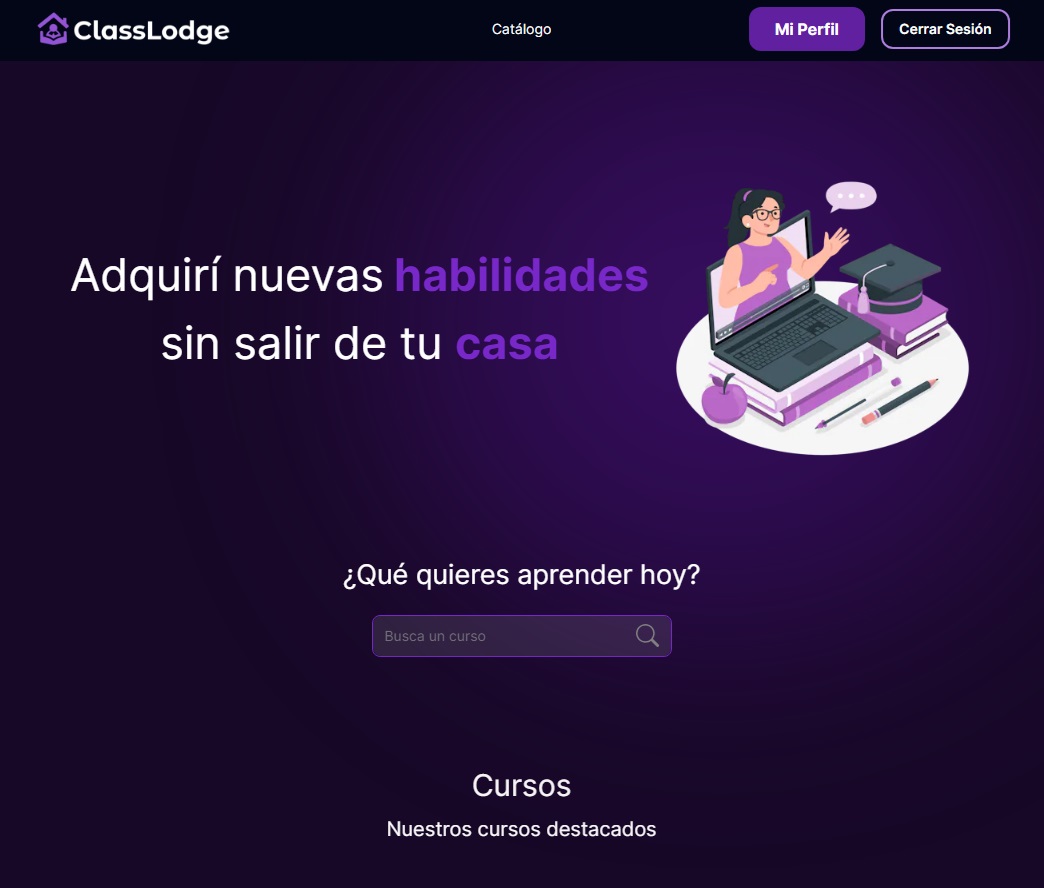 ClassLodge
Catálogo
Mi Perfil
Cerrar Sesión
Adquirí nuevas habilidades
sin salir de tu casa
¿Qué quieres aprender hoy?
Busca un curso
Cursos
Nuestros cursos destacados